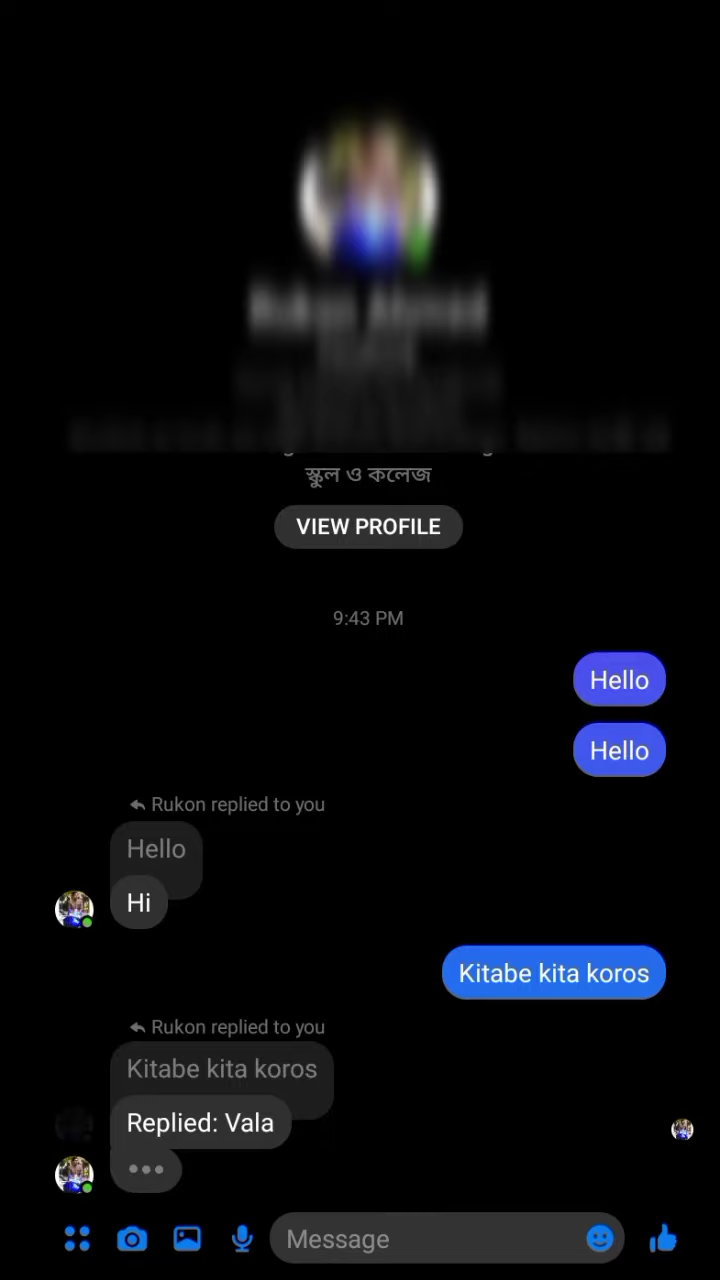 স্কুল ও কলেজ
VIEW PROFILE
9:43 PM
Hello
Hello
Rukon replied to you
Hello
Hi
Kitabe kita koros
Rukon replied to you
Kitabe kita koros
Replied: Vala
Message